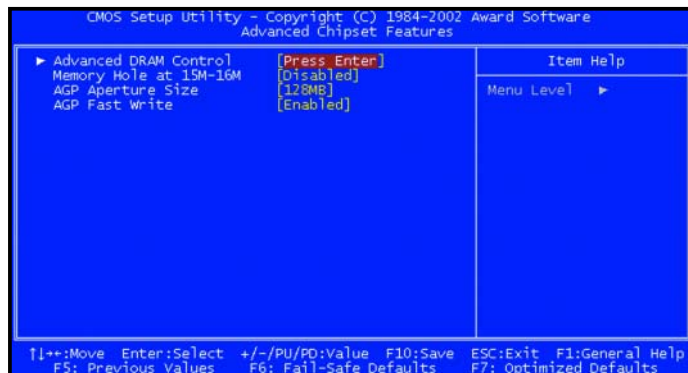 CMOS Setup Utility - Copyright (C) 1984-2002 Award Software
Advanced Chipset Features
► Advanced DRAM Control [Press Enter]
Memory Hole at 15M-16M [Disabled]
AGP Aperture Size [128MB]
AGP Fast Write [Enabled]
Item Help
Menu Level ►
↑↓→←:Move Enter:Select +/-/PU/PD:Value F10:Save ESC:Exit F1:General Help
F5: Previous Values F6: Fail-Safe Defaults F7: Optimized Defaults